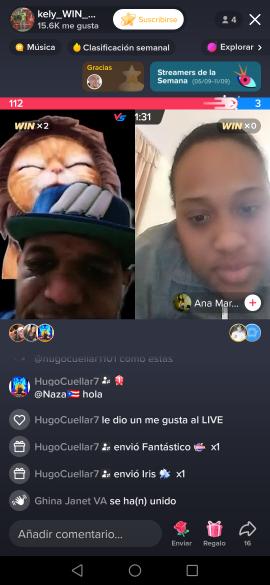 kely_WIN_...
15.6K me gusta
Suscribirse
4
Música
Clasificación semanal
Explorar >
Gracias
Streamers de la
Semana (05/09-11/09)
112
3
WIN ×2
VS
1:31
WIN ×0
Ana Mar...
@hugocuellar1101 como estas
HugoCuellar7
@Naza🇵🇷 hola
HugoCuellar7 le dio un me gusta al LIVE
HugoCuellar7 envió Fantástico x1
HugoCuellar7 envió Iris x1
Ghina Janet VA se ha(n) unido
Añadir comentario...
Enviar
Regalo
16